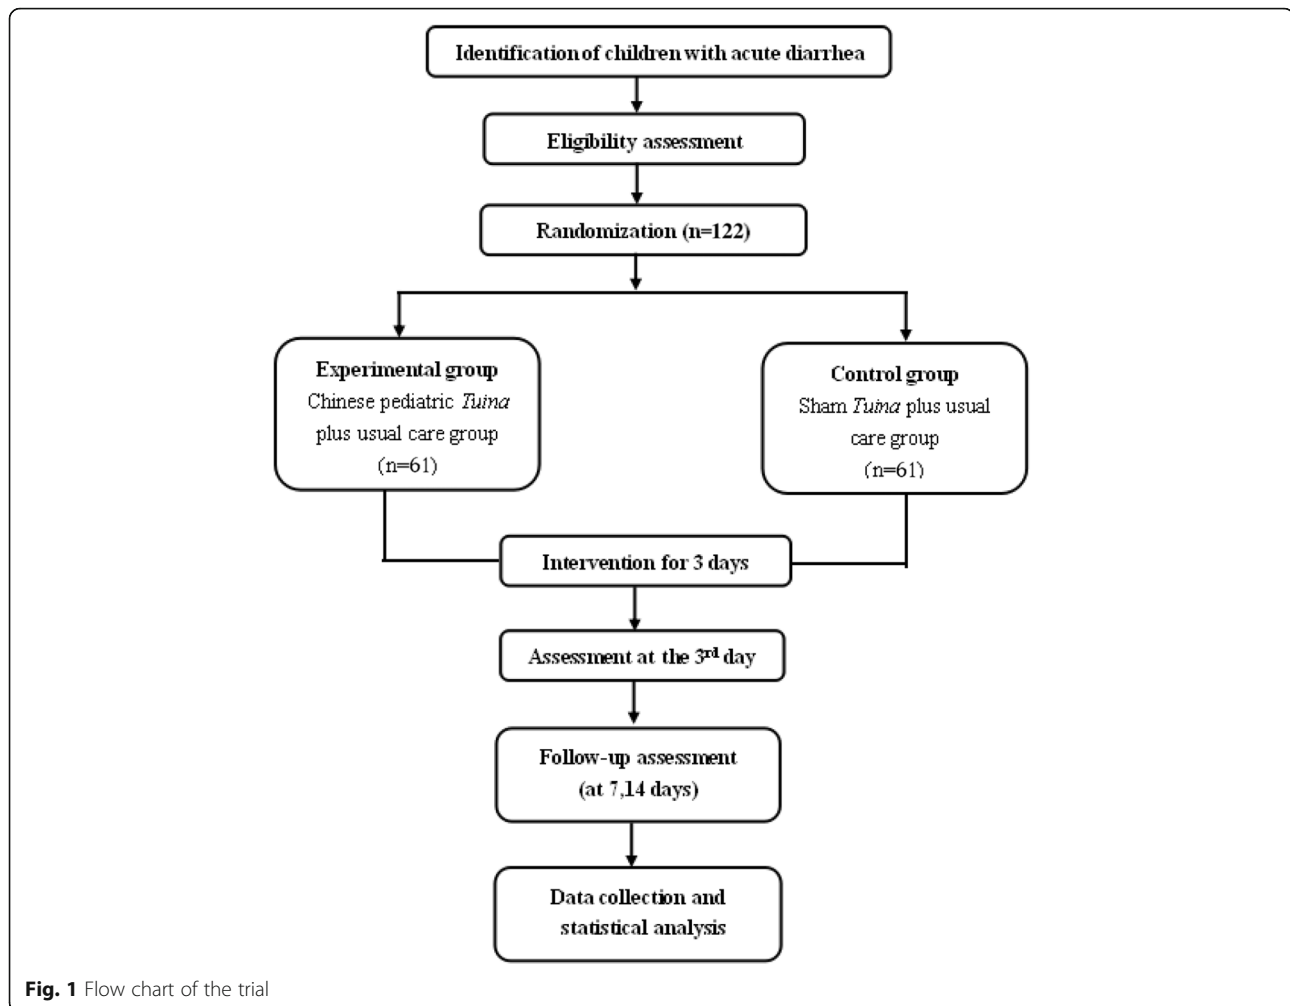 Identification of children with acute diarrhea
Eligibility assessment
Randomization (n=122)
Experimental group
Chinese pediatric Tuina
plus usual care group
(n=61)
Control group
Sham Tuina plus usual
care group
(n=61)
Intervention for 3 days
Assessment at the 3rd day
Follow-up assessment
(at 7,14 days)
Data collection and
statistical analysis
Fig. 1 Flow chart of the trial